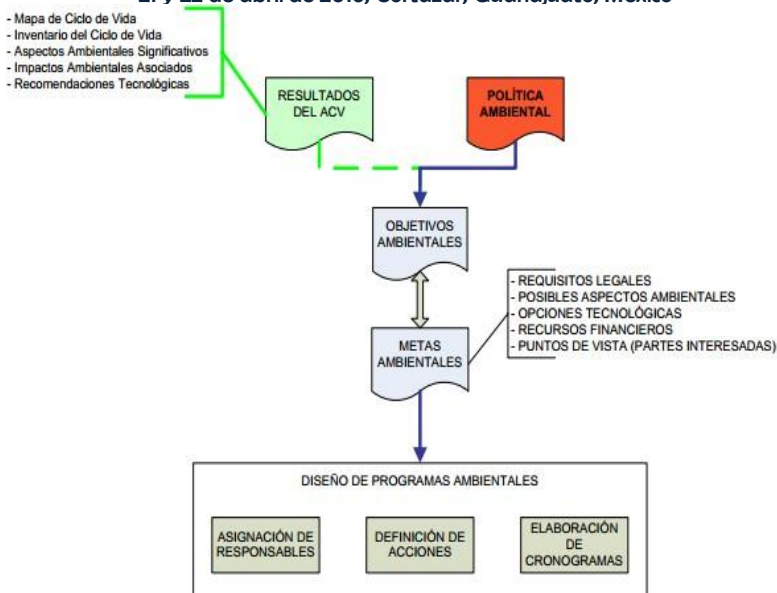 - Mapa de Ciclo de Vida
- Inventario del Ciclo de Vida
- Aspectos Ambientales Significativos
- Impactos Ambientales Asociados
- Recomendaciones Tecnológicas
RESULTADOS
DEL ACV
POLÍTICA
AMBIENTAL
OBJETIVOS
AMBIENTALES
- REQUISITOS LEGALES
- POSIBLES ASPECTOS AMBIENTALES
- OPCIONES TECNOLÓGICAS
- RECURSOS FINANCIEROS
- PUNTOS DE VISTA (PARTES INTERESADAS)
METAS
AMBIENTALES
DISEÑO DE PROGRAMAS AMBIENTALES
ASIGNACIÓN DE
RESPONSABLES
DEFINICIÓN DE
ACCIONES
ELABORACIÓN
DE
CRONOGRAMAS